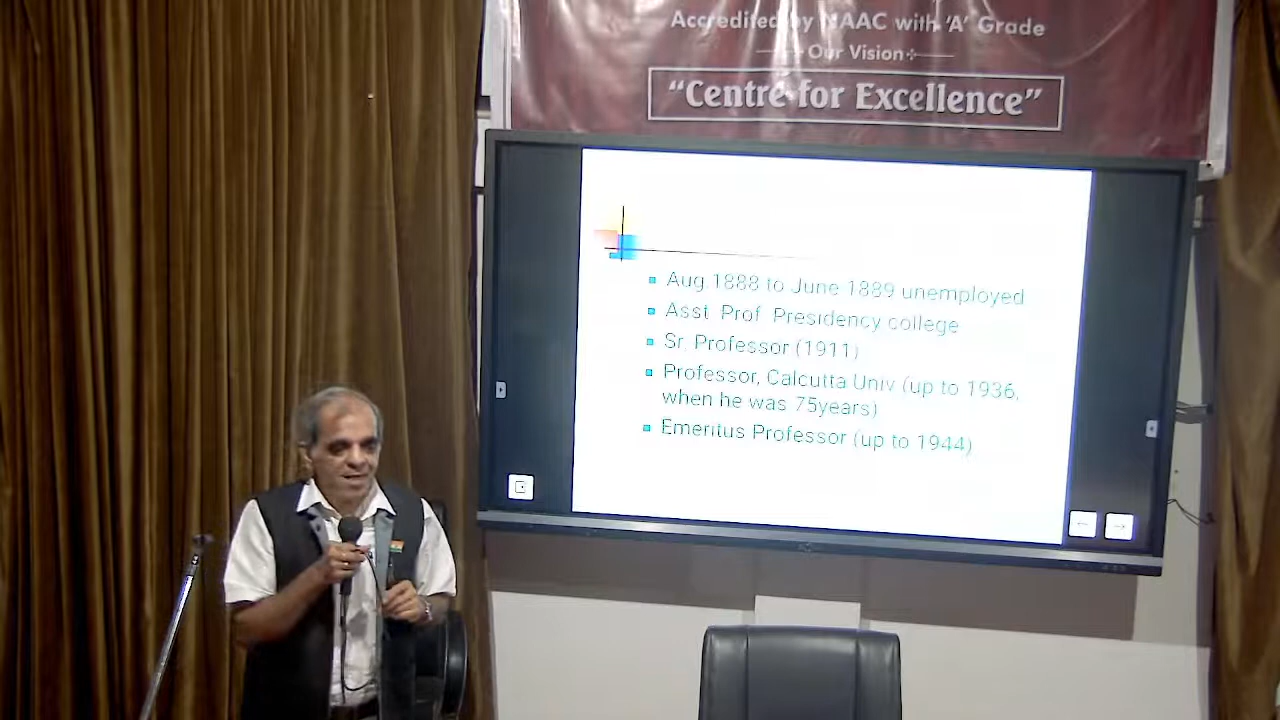 Accredited by NAAC with 'A' Grade
Our Vision
"Centre for Excellence"
Aug.1888 to June 1889 unemployed
Asst. Prof. Presidency college
Sr. Professor (1911)
Professor, Calcutta Univ (up to 1936,
when he was 75years)
Emeritus Professor (up to 1944)